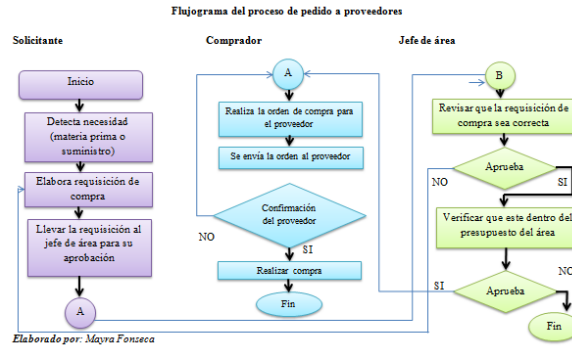 Flujograma del proceso de pedido a proveedores
Solicitante
Comprador
Jefe de área
Inicio
Detecta necesidad
(materia prima o
suministro)
Elabora requisición de
compra
Llevar la requisición al
jefe de área para su
aprobación
A
Elaborado por: Mayra Fonseca
A
Realiza la orden de compra para
el proveedor
Se envía la orden al proveedor
Confirmación
del proveedor
NO
SI
Realizar compra
Fin
B
Revisar que la requisición de
compra sea correcta
Aprueba
NO
SI
Verificar que este dentro del
presupuesto del área
Aprueba
SI
NO
Fin